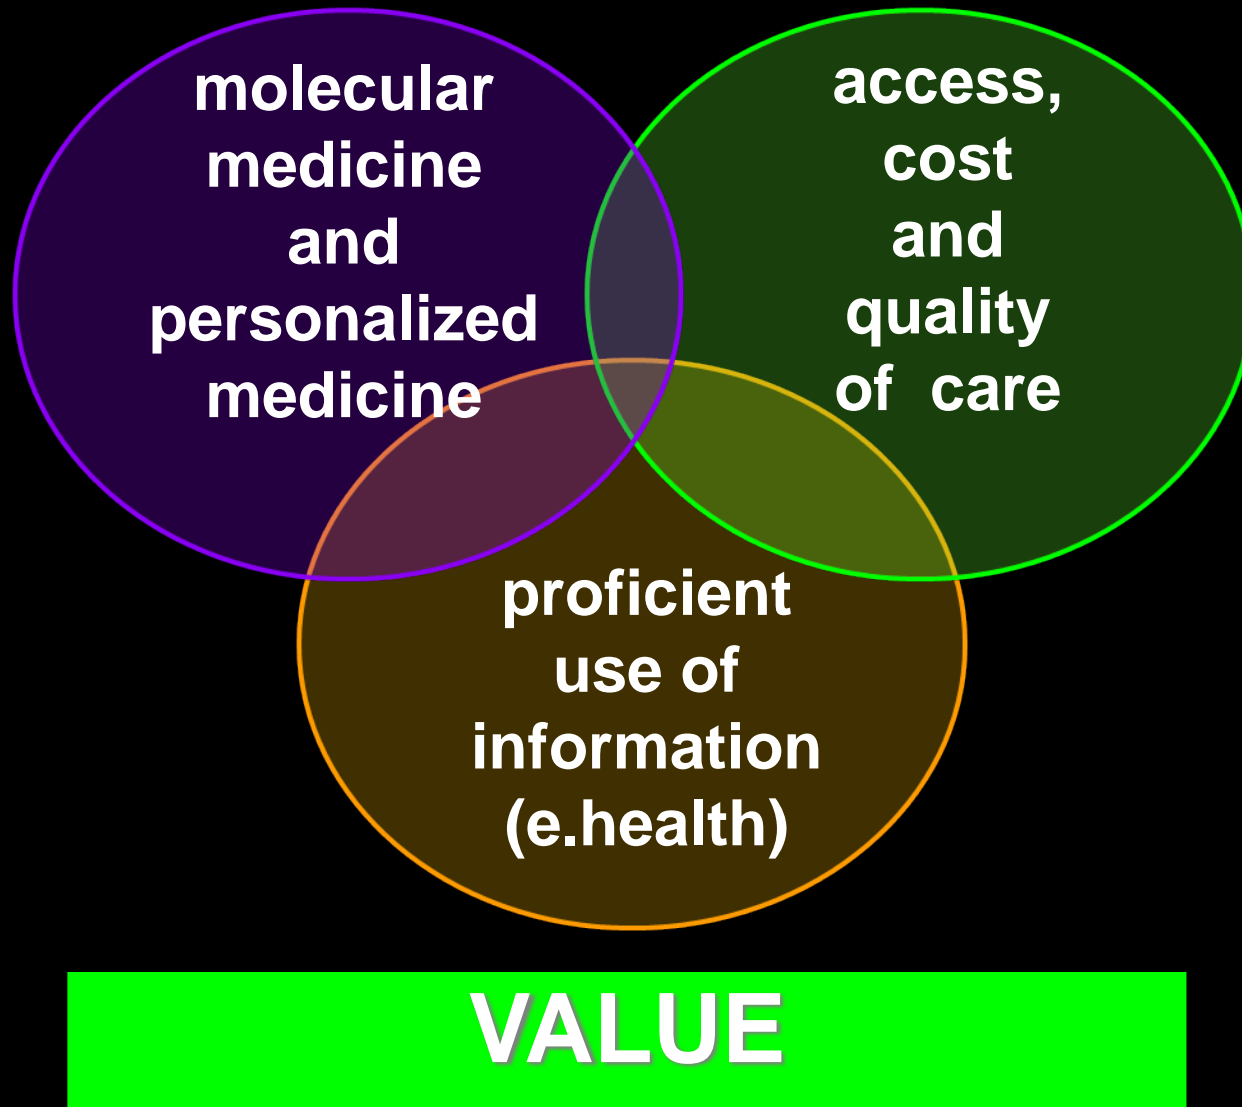 molecular
medicine
and
personalized
medicine
access,
cost
and
quality
of  care
proficient
use of
information
(e.health)
VALUE